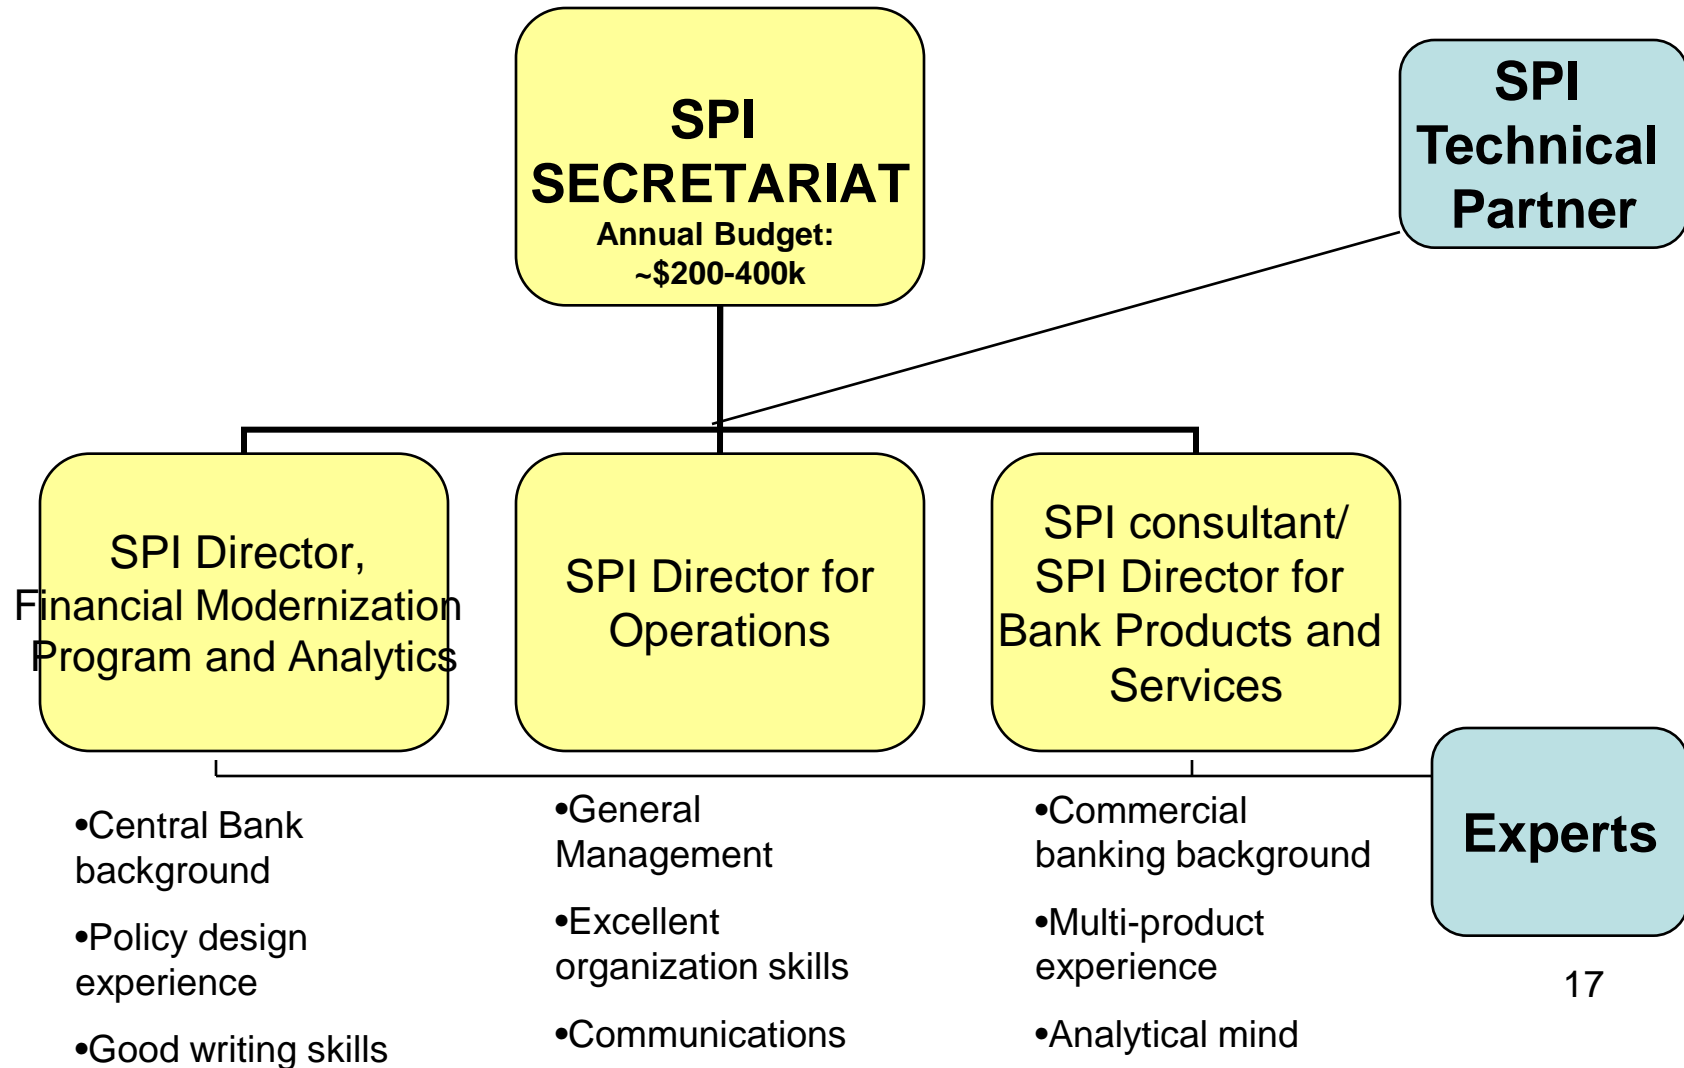 SPI
SECRETARIAT
Annual Budget:
~$200-400k
SPI
Technical
Partner
SPI Director,
Financial Modernization
Program and Analytics
SPI Director for
Operations
SPI consultant/
SPI Director for
Bank Products and
Services
Experts
•Central Bank
background
•Policy design
experience
•Good writing skills
•General
Management
•Excellent
organization skills
•Communications
•Commercial
banking background
•Multi-product
experience
•Analytical mind
17